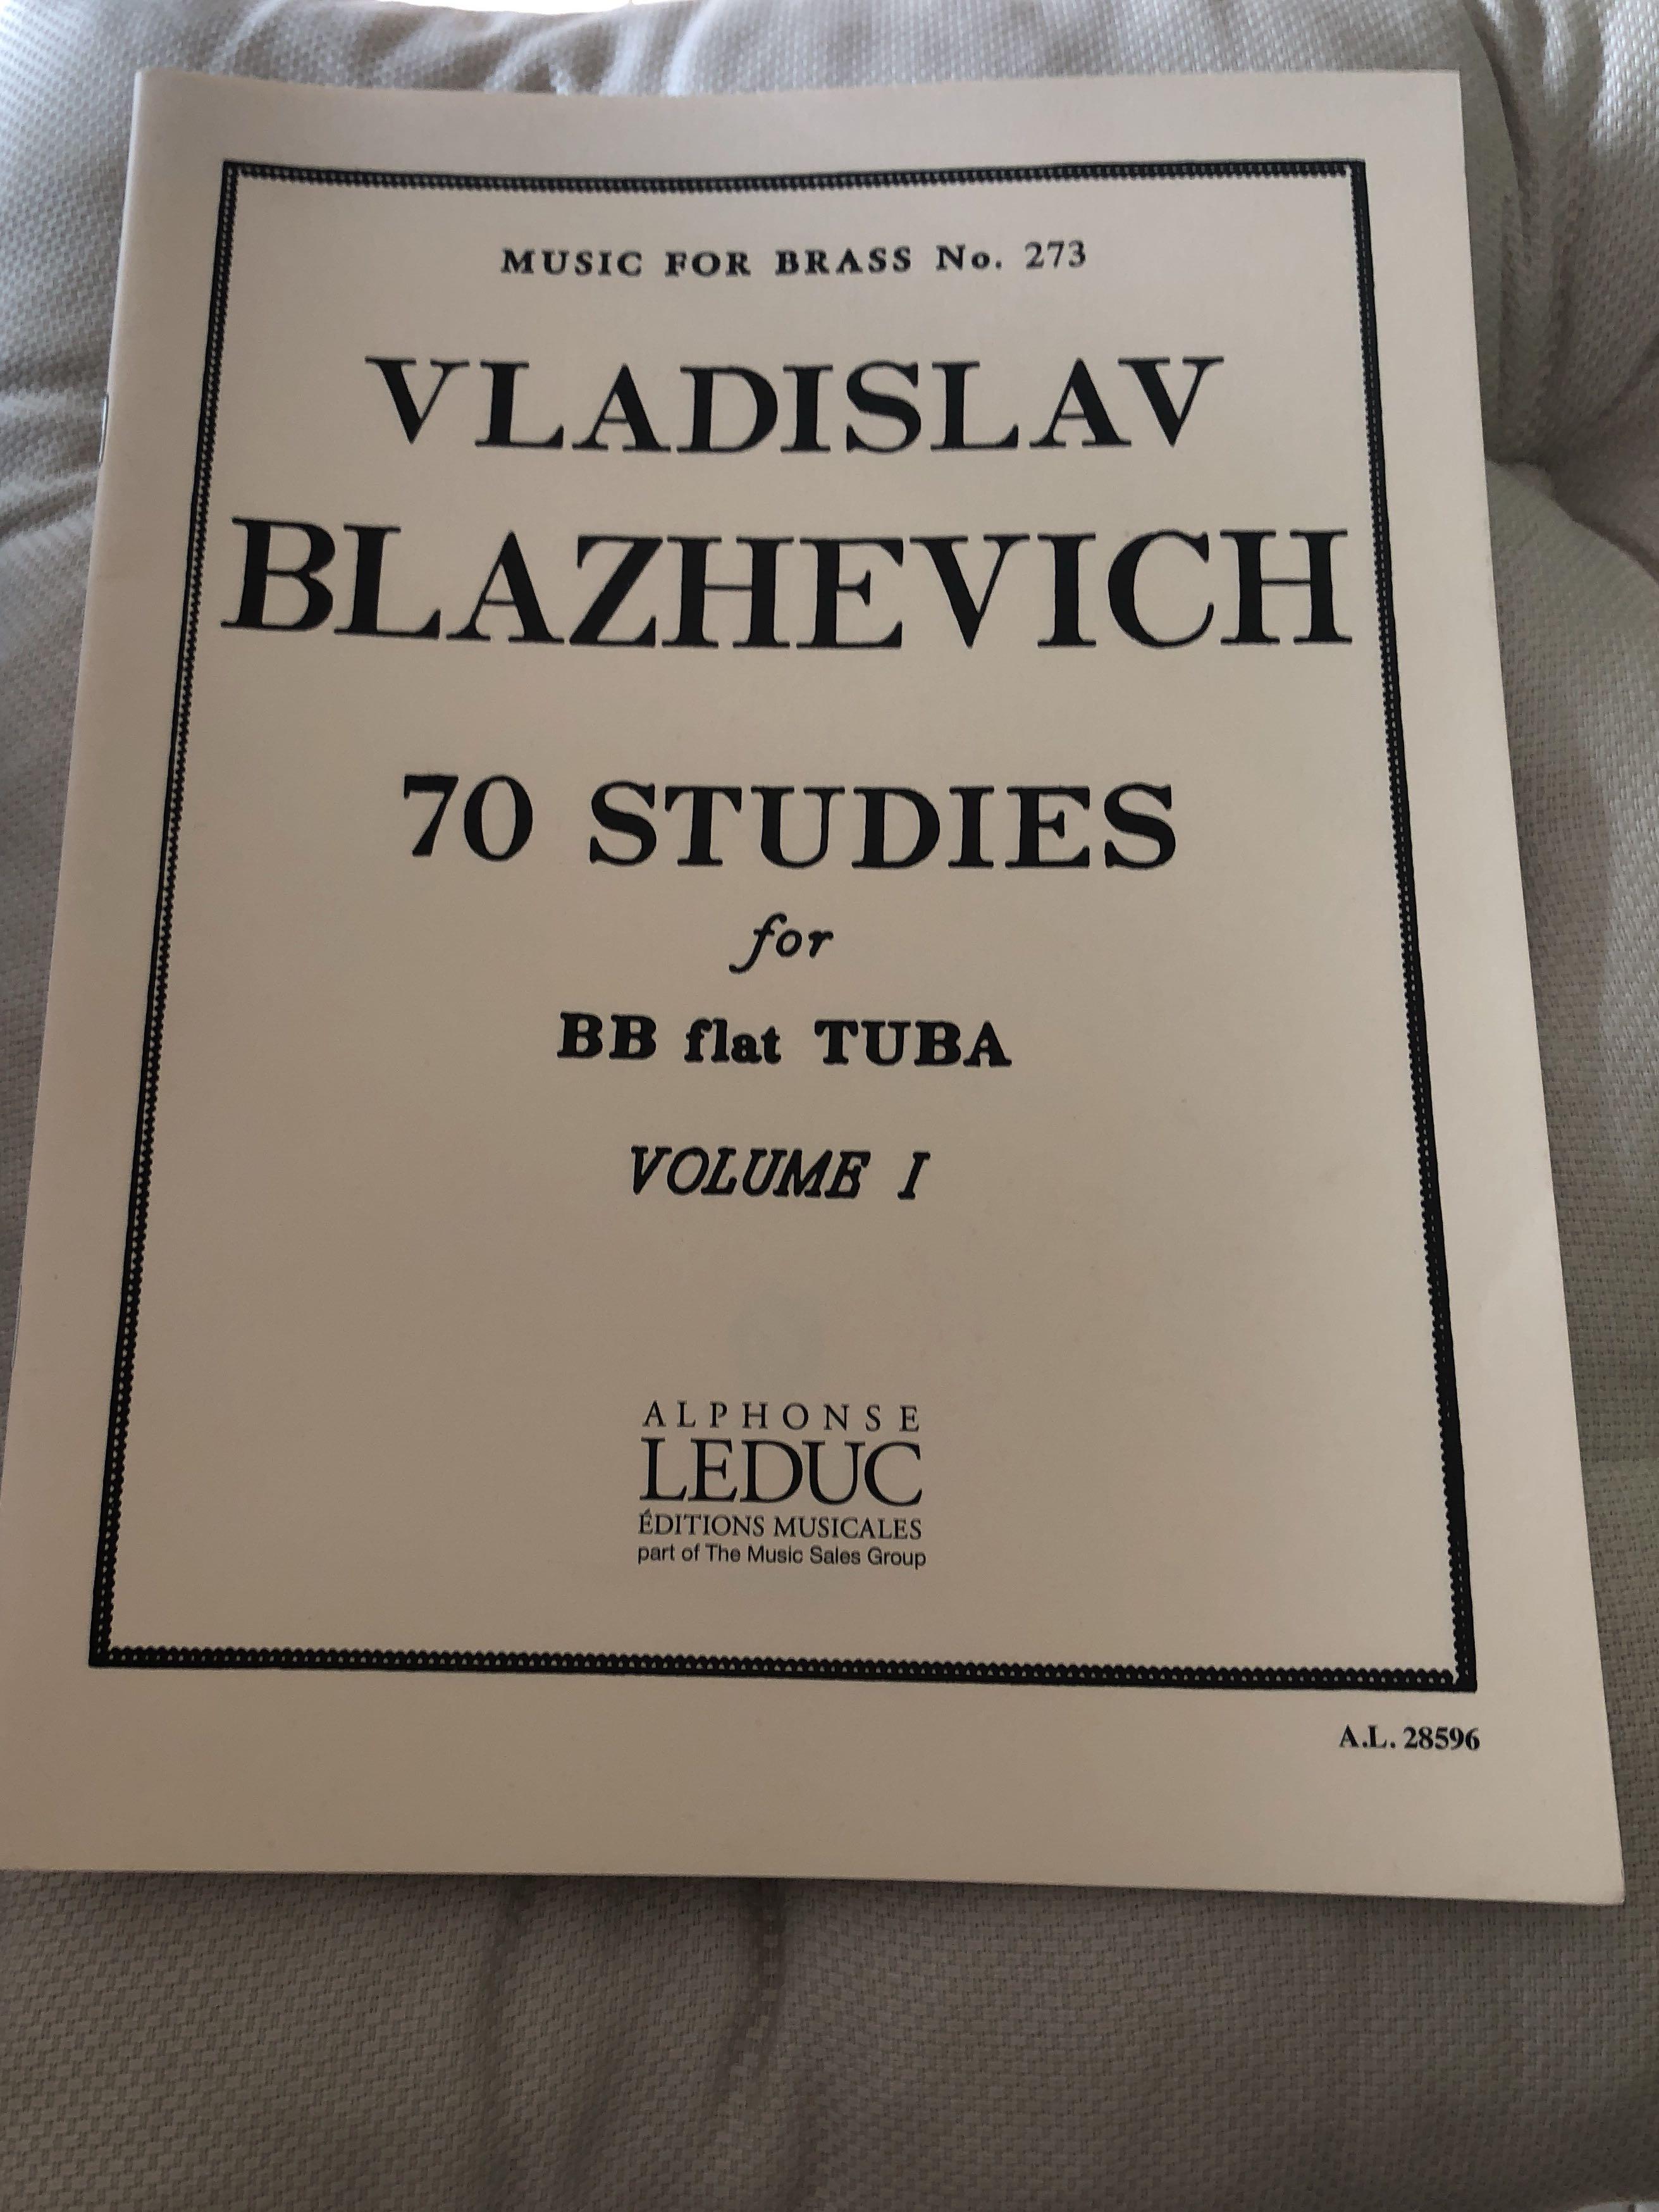 MUSIC FOR BRASS No. 273
VLADISLAV
BLAZHEVICH
70 STUDIES
for
BB flat TUBA
VOLUME I
ALPHONSE
LEDUC
ÉDITIONS MUSICALES
part of The Music Sales Group
A.L. 28596